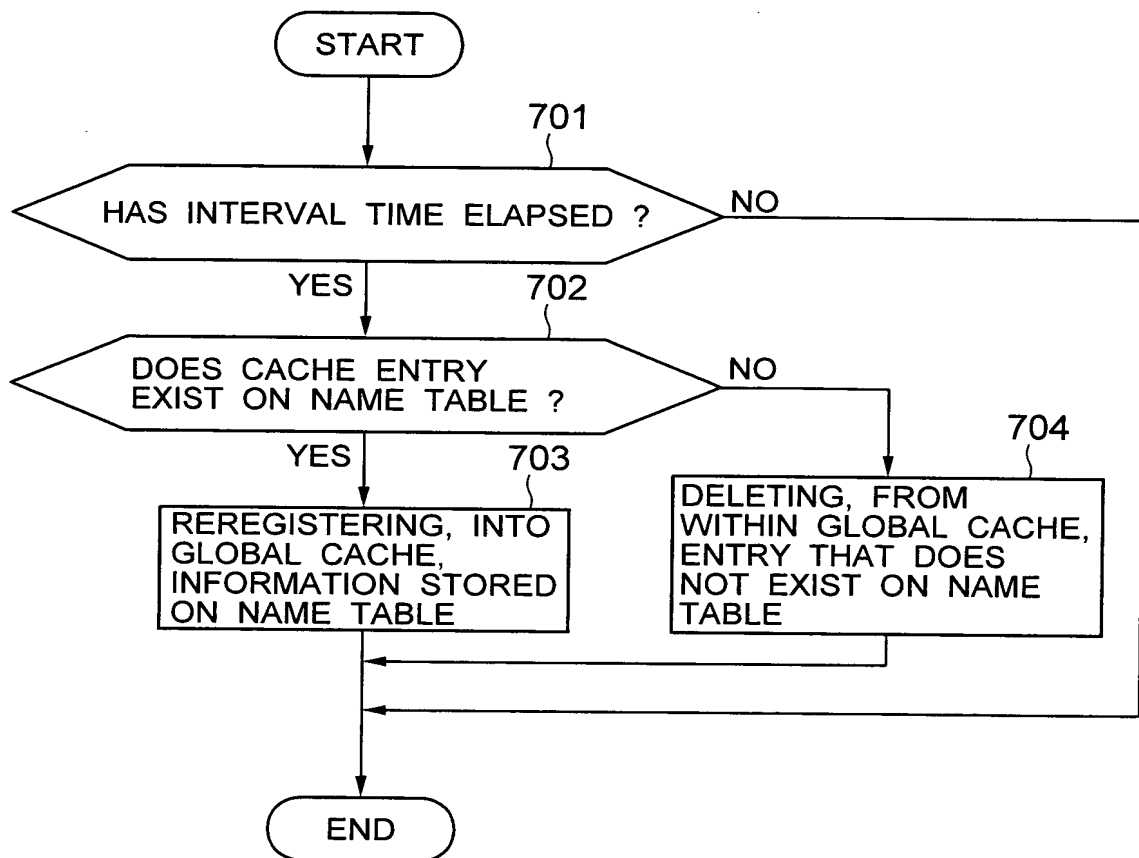 START
701
HAS INTERVAL TIME ELAPSED ?
NO
YES
702
DOES CACHE ENTRY
EXIST ON NAME TABLE ?
NO
YES
703
REREGISTERING, INTO
GLOBAL CACHE,
INFORMATION STORED
ON NAME TABLE
704
DELETING, FROM
WITHIN GLOBAL CACHE,
ENTRY THAT DOES
NOT EXIST ON NAME
TABLE
END